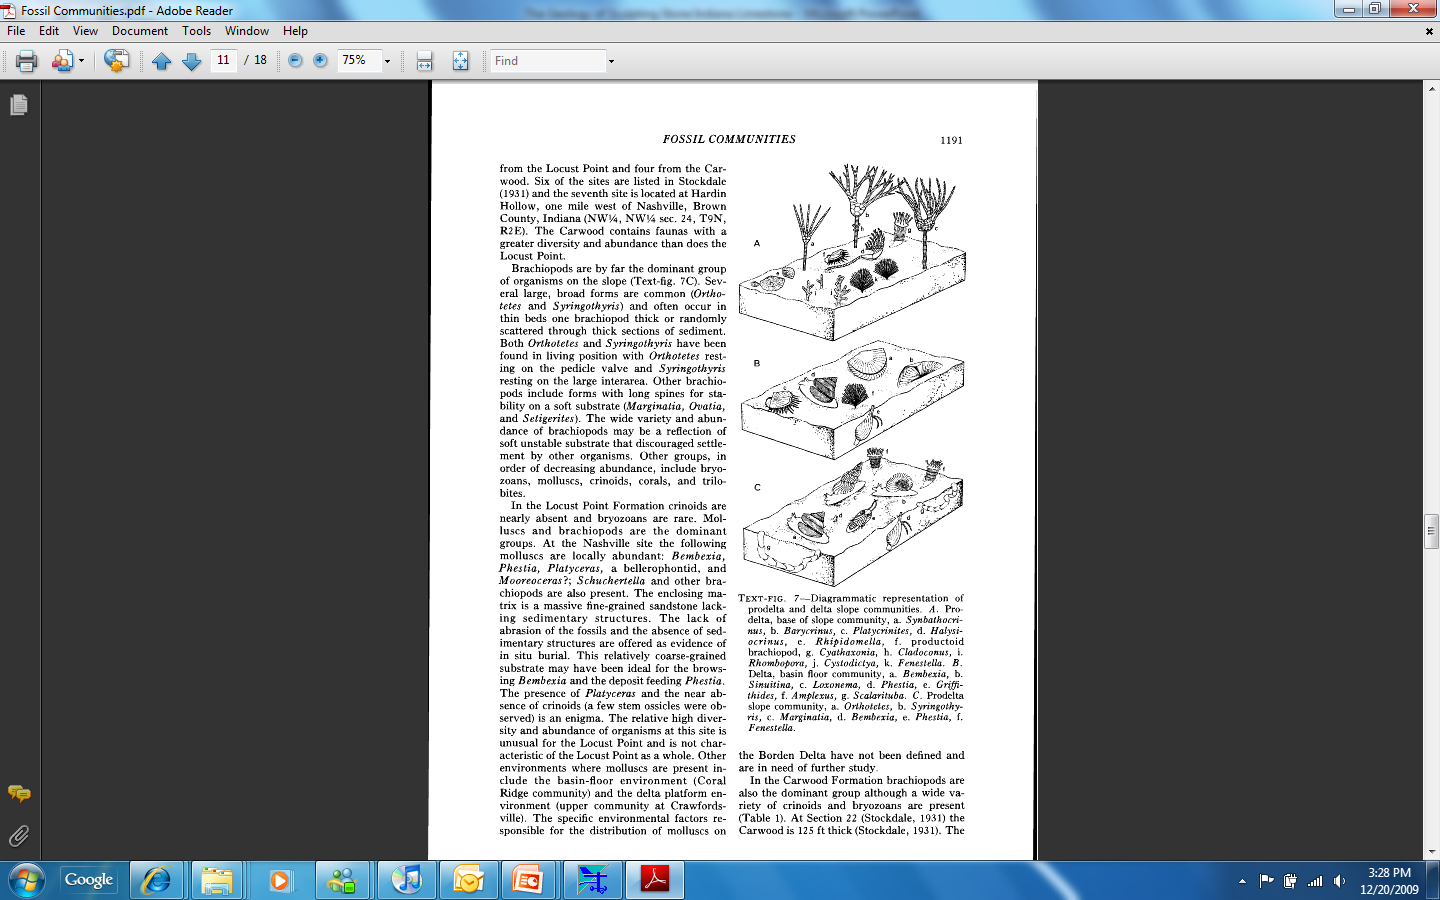 Fossil Communities.pdf - Adobe Reader
File Edit View Document Tools Window Help
11 / 18 75% Find
FOSSIL COMMUNITIES 1191
from the Locust Point and four from the Car-
wood. Six of the sites are listed in Stockdale
(1931) and the seventh site is located at Hardin
Hollow, one mile west of Nashville, Brown
County, Indiana (NW¼, NW¼ sec. 24, T9N,
R2E). The Carwood contains faunas with a
greater diversity and abundance than does the
Locust Point.
Brachiopods are by far the dominant group
of organisms on the slope (Text-fig. 7C). Sev-
eral large, broad forms are common (Ortho-
tetes and Syringothyris) and often occur in
thin beds one brachiopod thick or randomly
scattered through thick sections of sediment.
Both Orthotetes and Syringothyris have been
found in living position with Orthotetes rest-
ing on the pedicle valve and Syringothyris
resting on the large interarea. Other brachio-
pods include forms with long spines for sta-
bility on a soft substrate (Marginatia, Ovatia,
and Setigerites). The wide variety and abun-
dance of brachiopods may be a reflection of
soft unstable substrate that discouraged settle-
ment by other organisms. Other groups, in
order of decreasing abundance, include bryo-
zoans, molluscs, crinoids, corals, and trilo-
bites.
In the Locust Point Formation crinoids are
nearly absent and bryozoans are rare. Mol-
luscs and brachiopods are the dominant
groups. At the Nashville site the following
molluscs are locally abundant: Bembexia,
Phestia, Platyceras, a bellerophontid, and
Mooreoceras?; Schuchertella and other bra-
chiopods are also present. The enclosing ma-
trix is a massive fine-grained sandstone lack-
ing sedimentary structures. The lack of
abrasion of the fossils and the absence of sed-
imentary structures are offered as evidence of
in situ burial. This relatively coarse-grained
substrate may have been ideal for the brows-
ing Bembexia and the deposit feeding Phestia.
The presence of Platyceras and the near ab-
sence of crinoids (a few stem ossicles were ob-
served) is an enigma. The relative high diver-
sity and abundance of organisms at this site is
unusual for the Locust Point and is not char-
acteristic of the Locust Point as a whole. Other
environments where molluscs are present in-
clude the basin-floor environment (Coral
Ridge community) and the delta platform en-
vironment (upper community at Crawfords-
ville). The specific environmental factors re-
sponsible for the distribution of molluscs on
A
B
C
TEXT-FIG. 7—Diagrammatic representation of
prodelta and delta slope communities. A. Pro-
delta, base of slope community, a. Synbathocri-
nus, b. Barycrinus, c. Platycrinites, d. Halysi-
ocrinus, e. Rhipidomella, f. productoid
brachiopod, g. Cyathaxonia, h. Cladoconus, i.
Rhombopora, j. Cystodictya, k. Fenestella. B.
Delta, basin floor community, a. Bembexia, b.
Sinuitina, c. Loxonema, d. Phestia, e. Griffi-
thides, f. Amplexus, g. Scalarituba. C. Prodelta
slope community, a. Orthotetes, b. Syringothy-
ris, c. Marginatia, d. Bembexia, e. Phestia, f.
Fenestella.
the Borden Delta have not been defined and
are in need of further study.
In the Carwood Formation brachiopods are
also the dominant group although a wide va-
riety of crinoids and bryozoans are present
(Table 1). At Section 22 (Stockdale, 1931) the
Carwood is 125 ft thick (Stockdale, 1931). The
Google
3:28 PM
12/20/2009